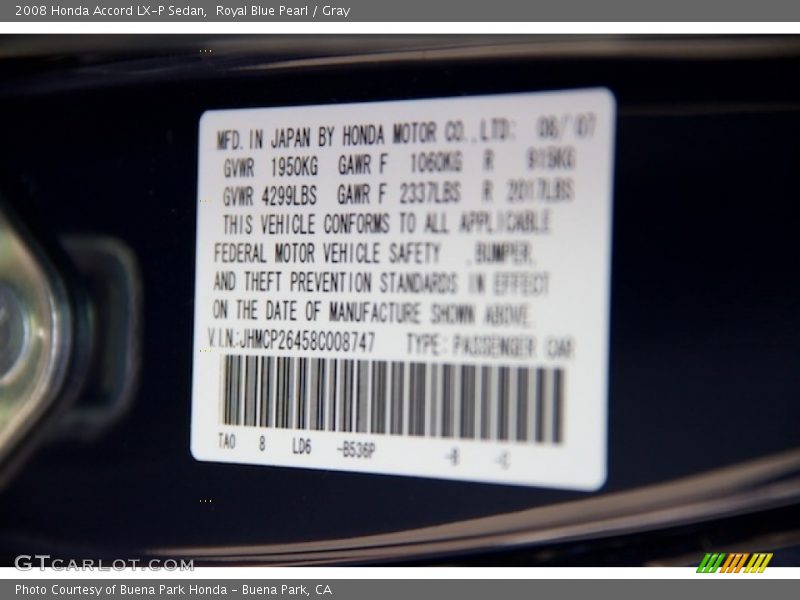 2008 Honda Accord LX-P Sedan, Royal Blue Pearl / Gray
MFD. IN JAPAN BY HONDA MOTOR CO.,LTD: 08/'07
GVWR 1950KG GAWR F 1060KG R 915KG
GVWR 4299LBS GAWR F 2337LBS R 2017LBS
THIS VEHICLE CONFORMS TO ALL APPLICABLE
FEDERAL MOTOR VEHICLE SAFETY ,BUMPER,
AND THEFT PREVENTION STANDARDS IN EFFECT
ON THE DATE OF MANUFACTURE SHOWN ABOVE.
V.I.N.:JHMCP26458C008747 TYPE: PASSENGER CAR
TA0 8 LD6 -B536P -B -C
GTCARLOT.COM
Photo Courtesy of Buena Park Honda - Buena Park, CA